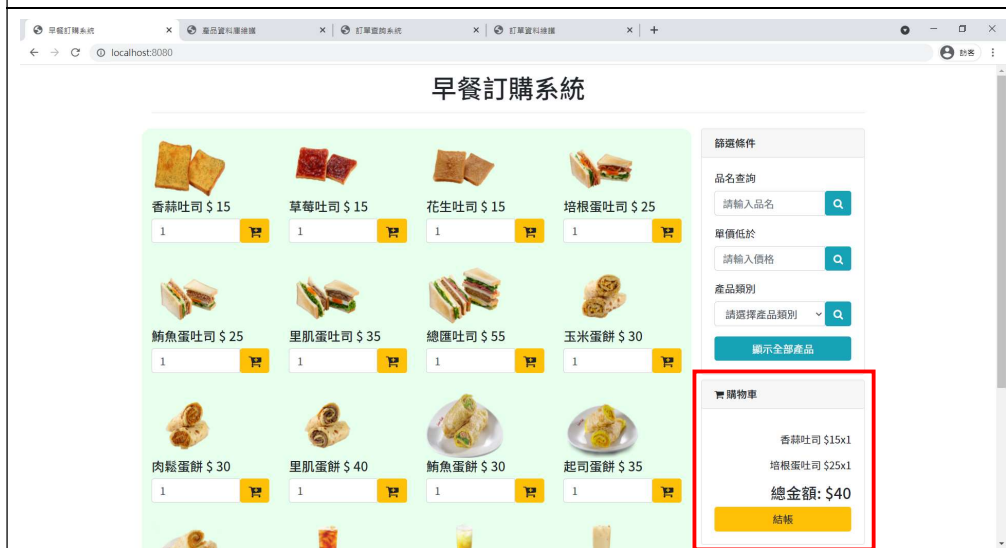 早餐訂購系統
產品資料庫維護
訂單查詢系統
訂單資料維護
localhost:8080
訪客
早餐訂購系統
香蒜吐司 $ 15
草莓吐司 $ 15
花生吐司 $ 15
培根蛋吐司 $ 25
1
1
1
1
鮪魚蛋吐司 $ 25
里肌蛋吐司 $ 35
總匯吐司 $ 55
玉米蛋餅 $ 30
1
1
1
1
肉鬆蛋餅 $ 30
里肌蛋餅 $ 40
鮪魚蛋餅 $ 30
起司蛋餅 $ 35
1
1
1
1
篩選條件
品名查詢
請輸入品名
單價低於
請輸入價格
產品類別
請選擇產品類別
顯示全部產品
購物車
香蒜吐司 $15x1
培根蛋吐司 $25x1
總金額: $40
結帳